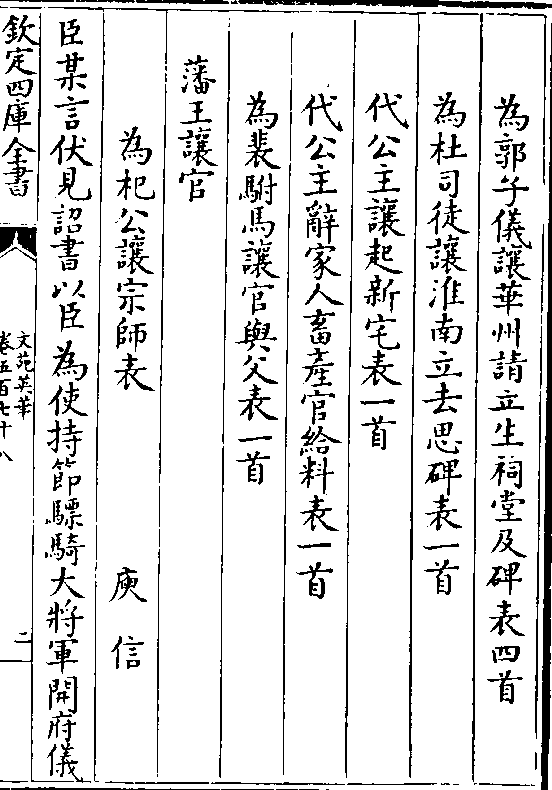 為郭子儀讓華州請立生祠堂及碑表四首
為杜司徒讓淮南立去思碑表一首
代公主讓起新宅表一首
代公主辭家人畜產官給料表一首
為裴駙馬讓官與父表一首
藩王讓官
為杞公讓宗師表 庾信
臣某言伏見詔書以臣為使持節驃騎大將軍開府儀
欽定四庫全書
文苑英華
卷五百七十八
二